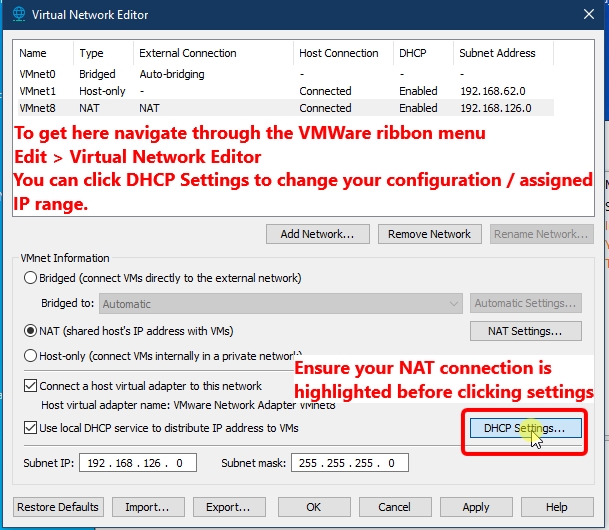 Virtual Network Editor
Name Type External Connection Host Connection DHCP Subnet Address
VMnet0 Bridged Auto-bridging - - -
VMnet1 Host-only - Connected Enabled 192.168.62.0
VMnet8 NAT NAT Connected Enabled 192.168.126.0
To get here navigate through the VMWare ribbon menu
Edit > Virtual Network Editor
You can click DHCP Settings to change your configuration / assigned
IP range.
Add Network... Remove Network Rename Network...
VMnet Information
Bridged (connect VMs directly to the external network)
Bridged to: Automatic Automatic Settings...
NAT (shared host's IP address with VMs) NAT Settings...
Host-only (connect VMs internally in a private network)
Ensure your NAT connection is
highlighted before clicking settings
Connect a host virtual adapter to this network
Host virtual adapter name: VMware Network Adapter VMnet8
Use local DHCP service to distribute IP address to VMs DHCP Settings...
Subnet IP: 192 . 168 . 126 . 0 Subnet mask: 255 . 255 . 255 . 0
Restore Defaults Import... Export... OK Cancel Apply Help